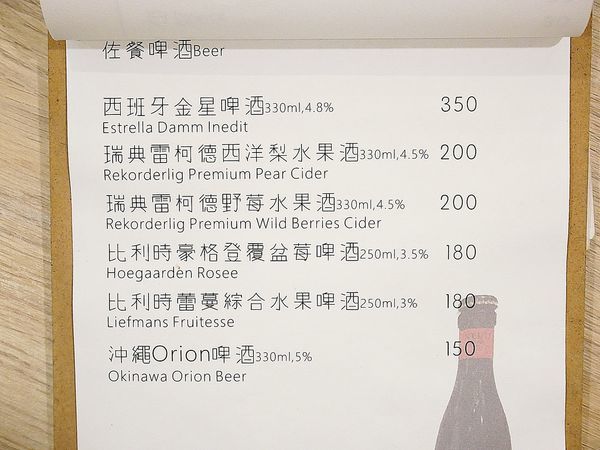 佐餐啤酒Beer
西班牙金星啤酒330ml,4.8% 350
Estrella Damm Inedit
瑞典雷柯德西洋梨水果酒330ml,4.5% 200
Rekorderlig Premium Pear Cider
瑞典雷柯德野莓水果酒330ml,4.5% 200
Rekorderlig Premium Wild Berries Cider
比利時豪格登覆盆莓啤酒250ml,3.5% 180
Hoegaardèn Rosee
比利時蕾蔓綜合水果啤酒250ml,3% 180
Liefmans Fruitesse
沖繩Orion啤酒330ml,5% 150
Okinawa Orion Beer